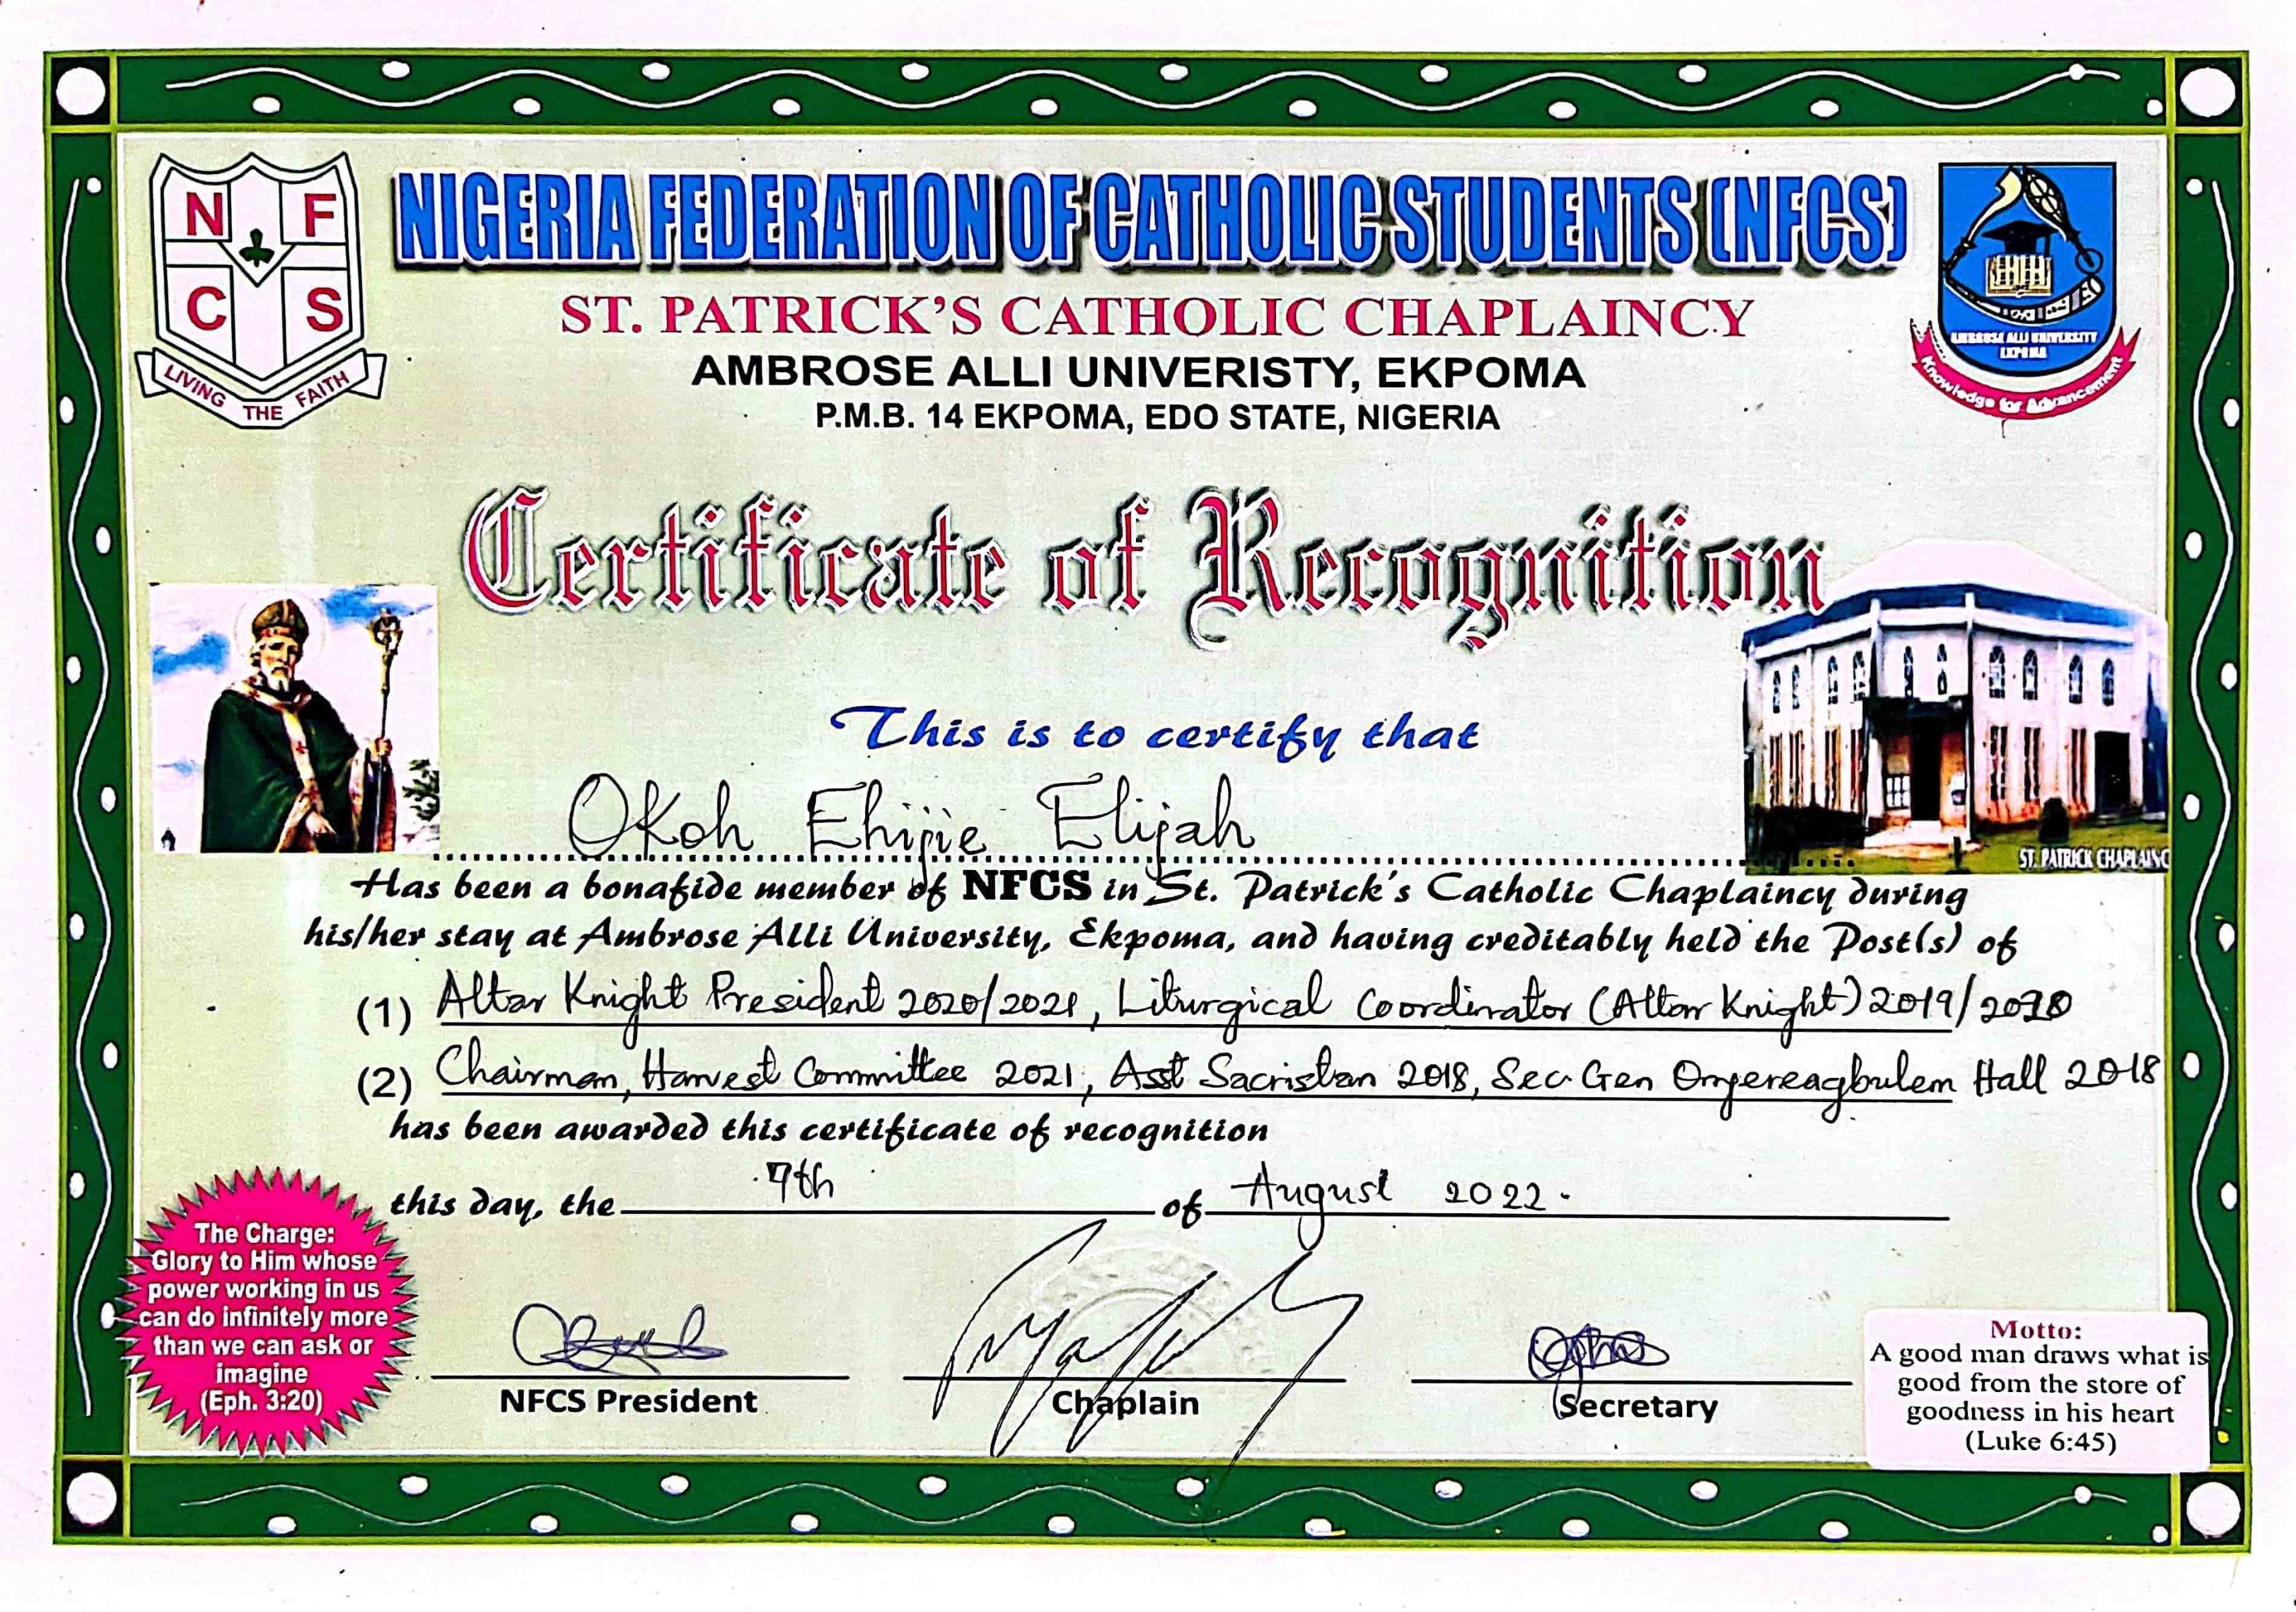 N F
C S
LIVING THE FAITH
NIGERIA FEDERATION OF CATHOLIC STUDENTS (NFCS)
ST. PATRICK'S CATHOLIC CHAPLAINCY
AMBROSE ALLI UNIVERISTY, EKPOMA
P.M.B. 14 EKPOMA, EDO STATE, NIGERIA
AMBROSE ALLI UNIVERSITY
EKPOMA
Knowledge for Advancement
Certificate of Recognition
This is to certify that
Okoh Ehijie Elijah
ST. PATRICK CHAPLAINC
Has been a bonafide member of NFCS in St. Patrick's Catholic Chaplaincy during
his/her stay at Ambrose Alli University, Ekpoma, and having creditably held the Post(s) of
(1) Altar Knight President 2020/2021, Liturgical Coordinator (Altar Knight) 2019/
(2) Chairman, Harvest Committee 2021, Asst Sacristan 2018, Sec Gen Hall 2018
has been awarded this certificate of recognition
this day, the 7th of August 2022.
The Charge:
Glory to Him whose
power working in us
can do infinitely more
than we can ask or
imagine
(Eph. 3:20)
NFCS President
Chaplain
Secretary
Motto:
A good man draws what is
good from the store of
goodness in his heart
(Luke 6:45)